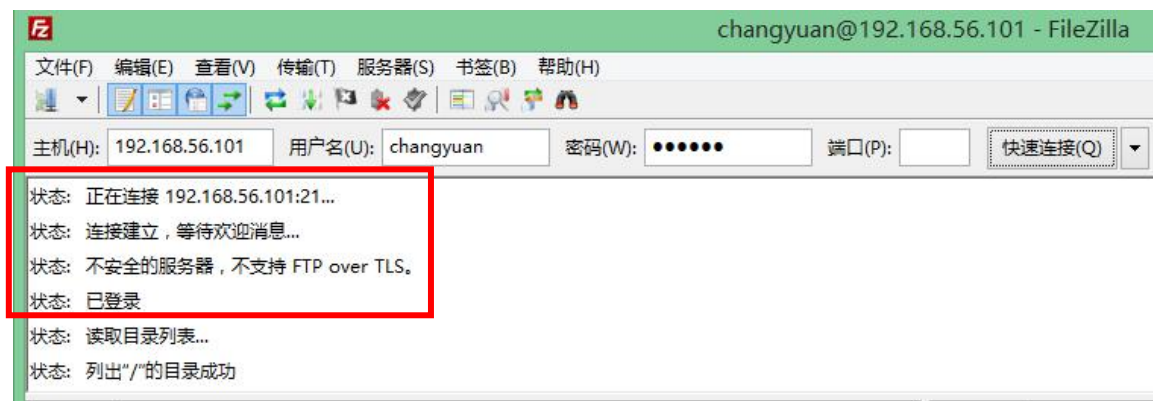 Fz
changyuan@192.168.56.101 - FileZilla
文件(F) 编辑(E) 查看(V) 传输(T) 服务器(S) 书签(B) 帮助(H)
主机(H): 192.168.56.101 用户名(U): changyuan 密码(W): ●●●●●● 端口(P): 快速连接(Q)
状态: 正在连接 192.168.56.101:21...
状态: 连接建立，等待欢迎消息...
状态: 不安全的服务器，不支持 FTP over TLS。
状态: 已登录
状态: 读取目录列表...
状态: 列出"/"的目录成功